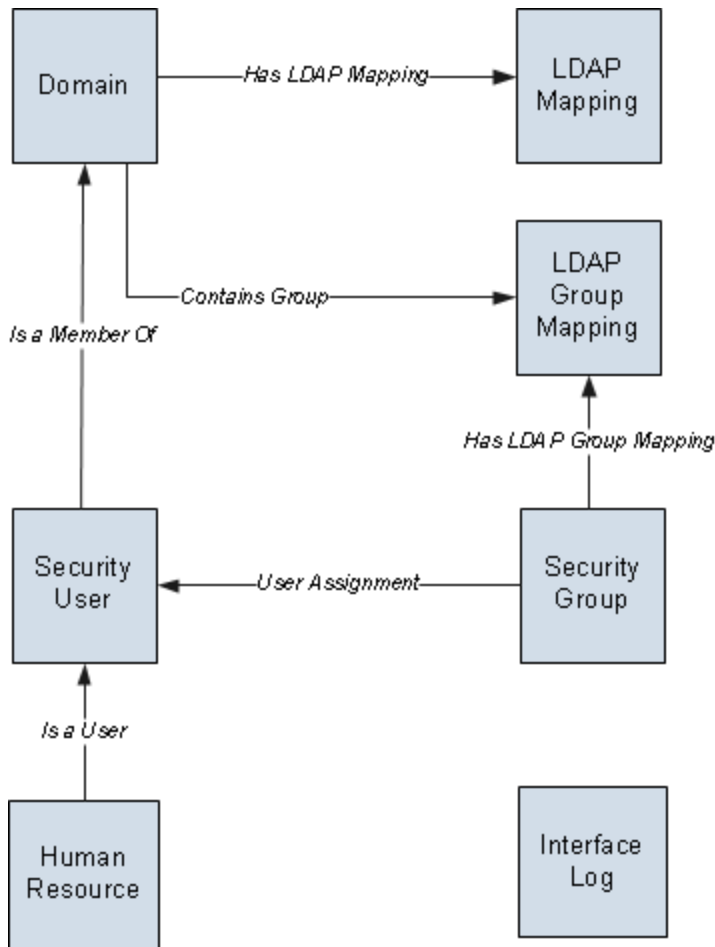 Domain
Has LDAP Mapping
LDAP
Mapping
Contains Group
LDAP
Group
Mapping
Is a Member Of
Has LDAP Group Mapping
Security
User
User Assignment
Security
Group
Is a User
Human
Resource
Interface
Log